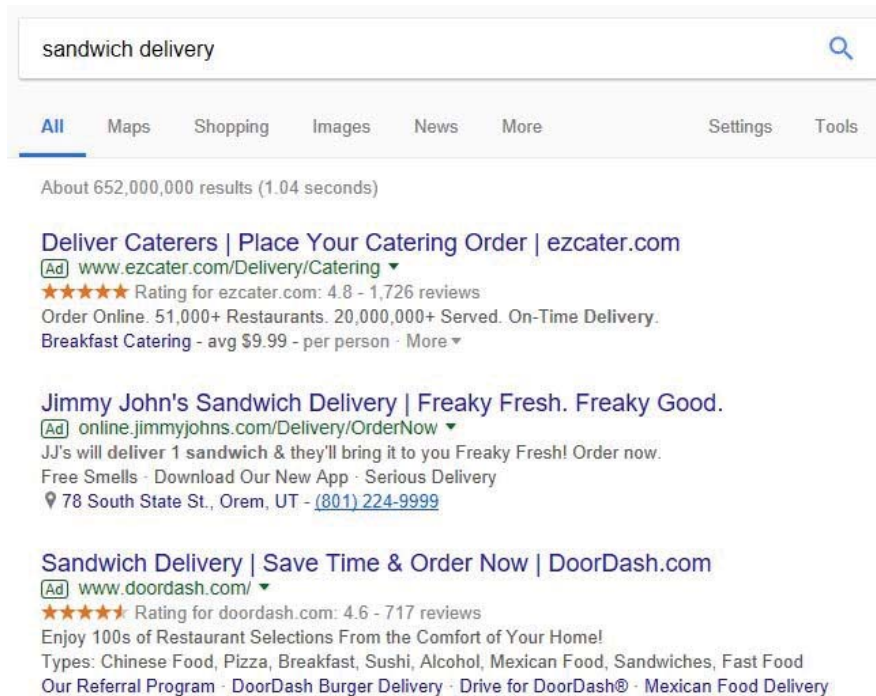 sandwich delivery
All Maps Shopping Images News More Settings Tools
About 652,000,000 results (1.04 seconds)
Deliver Caterers | Place Your Catering Order | ezcater.com
Ad www.ezcater.com/Delivery/Catering
Rating for ezcater.com: 4.8 - 1,726 reviews
Order Online. 51,000+ Restaurants. 20,000,000+ Served. On-Time Delivery.
Breakfast Catering - avg $9.99 - per person · More
Jimmy John's Sandwich Delivery | Freaky Fresh. Freaky Good.
Ad online.jimmyjohns.com/Delivery/OrderNow
JJ's will deliver 1 sandwich & they'll bring it to you Freaky Fresh! Order now.
Free Smells · Download Our New App · Serious Delivery
78 South State St., Orem, UT - (801) 224-9999
Sandwich Delivery | Save Time & Order Now | DoorDash.com
Ad www.doordash.com/
Rating for doordash.com: 4.6 - 717 reviews
Enjoy 100s of Restaurant Selections From the Comfort of Your Home!
Types: Chinese Food, Pizza, Breakfast, Sushi, Alcohol, Mexican Food, Sandwiches, Fast Food
Our Referral Program · DoorDash Burger Delivery · Drive for DoorDash® · Mexican Food Delivery